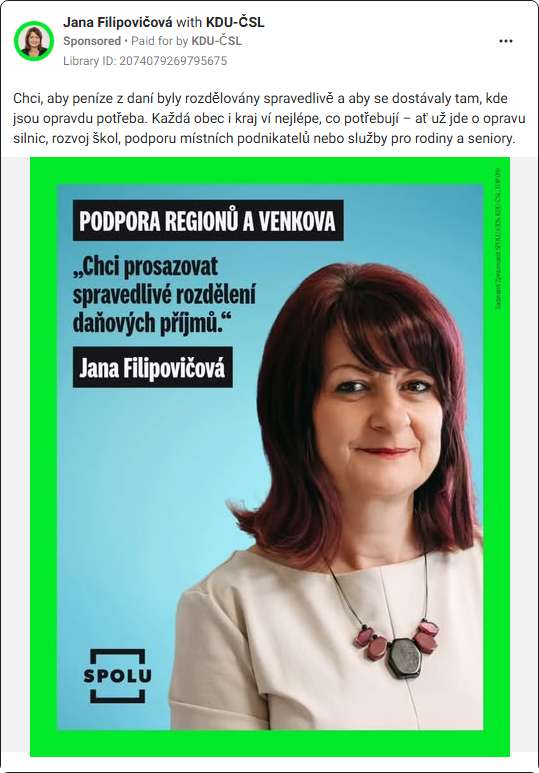 Jana Filipovičová with KDU-ČSL
Sponsored • Paid for by KDU-ČSL
Library ID: 2074079269795675
Chci, aby peníze z daní byly rozdělovány spravedlivě a aby se dostávaly tam, kde
jsou opravdu potřeba. Každá obec i kraj ví nejlépe, co potřebují – ať už jde o opravu
silnic, rozvoj škol, podporu místních podnikatelů nebo služby pro rodiny a seniory.
PODPORA REGIONŮ A VENKOVA
„Chci prosazovat
spravedlivé rozdělení
daňových příjmů.“
Jana Filipovičová
SPOLU